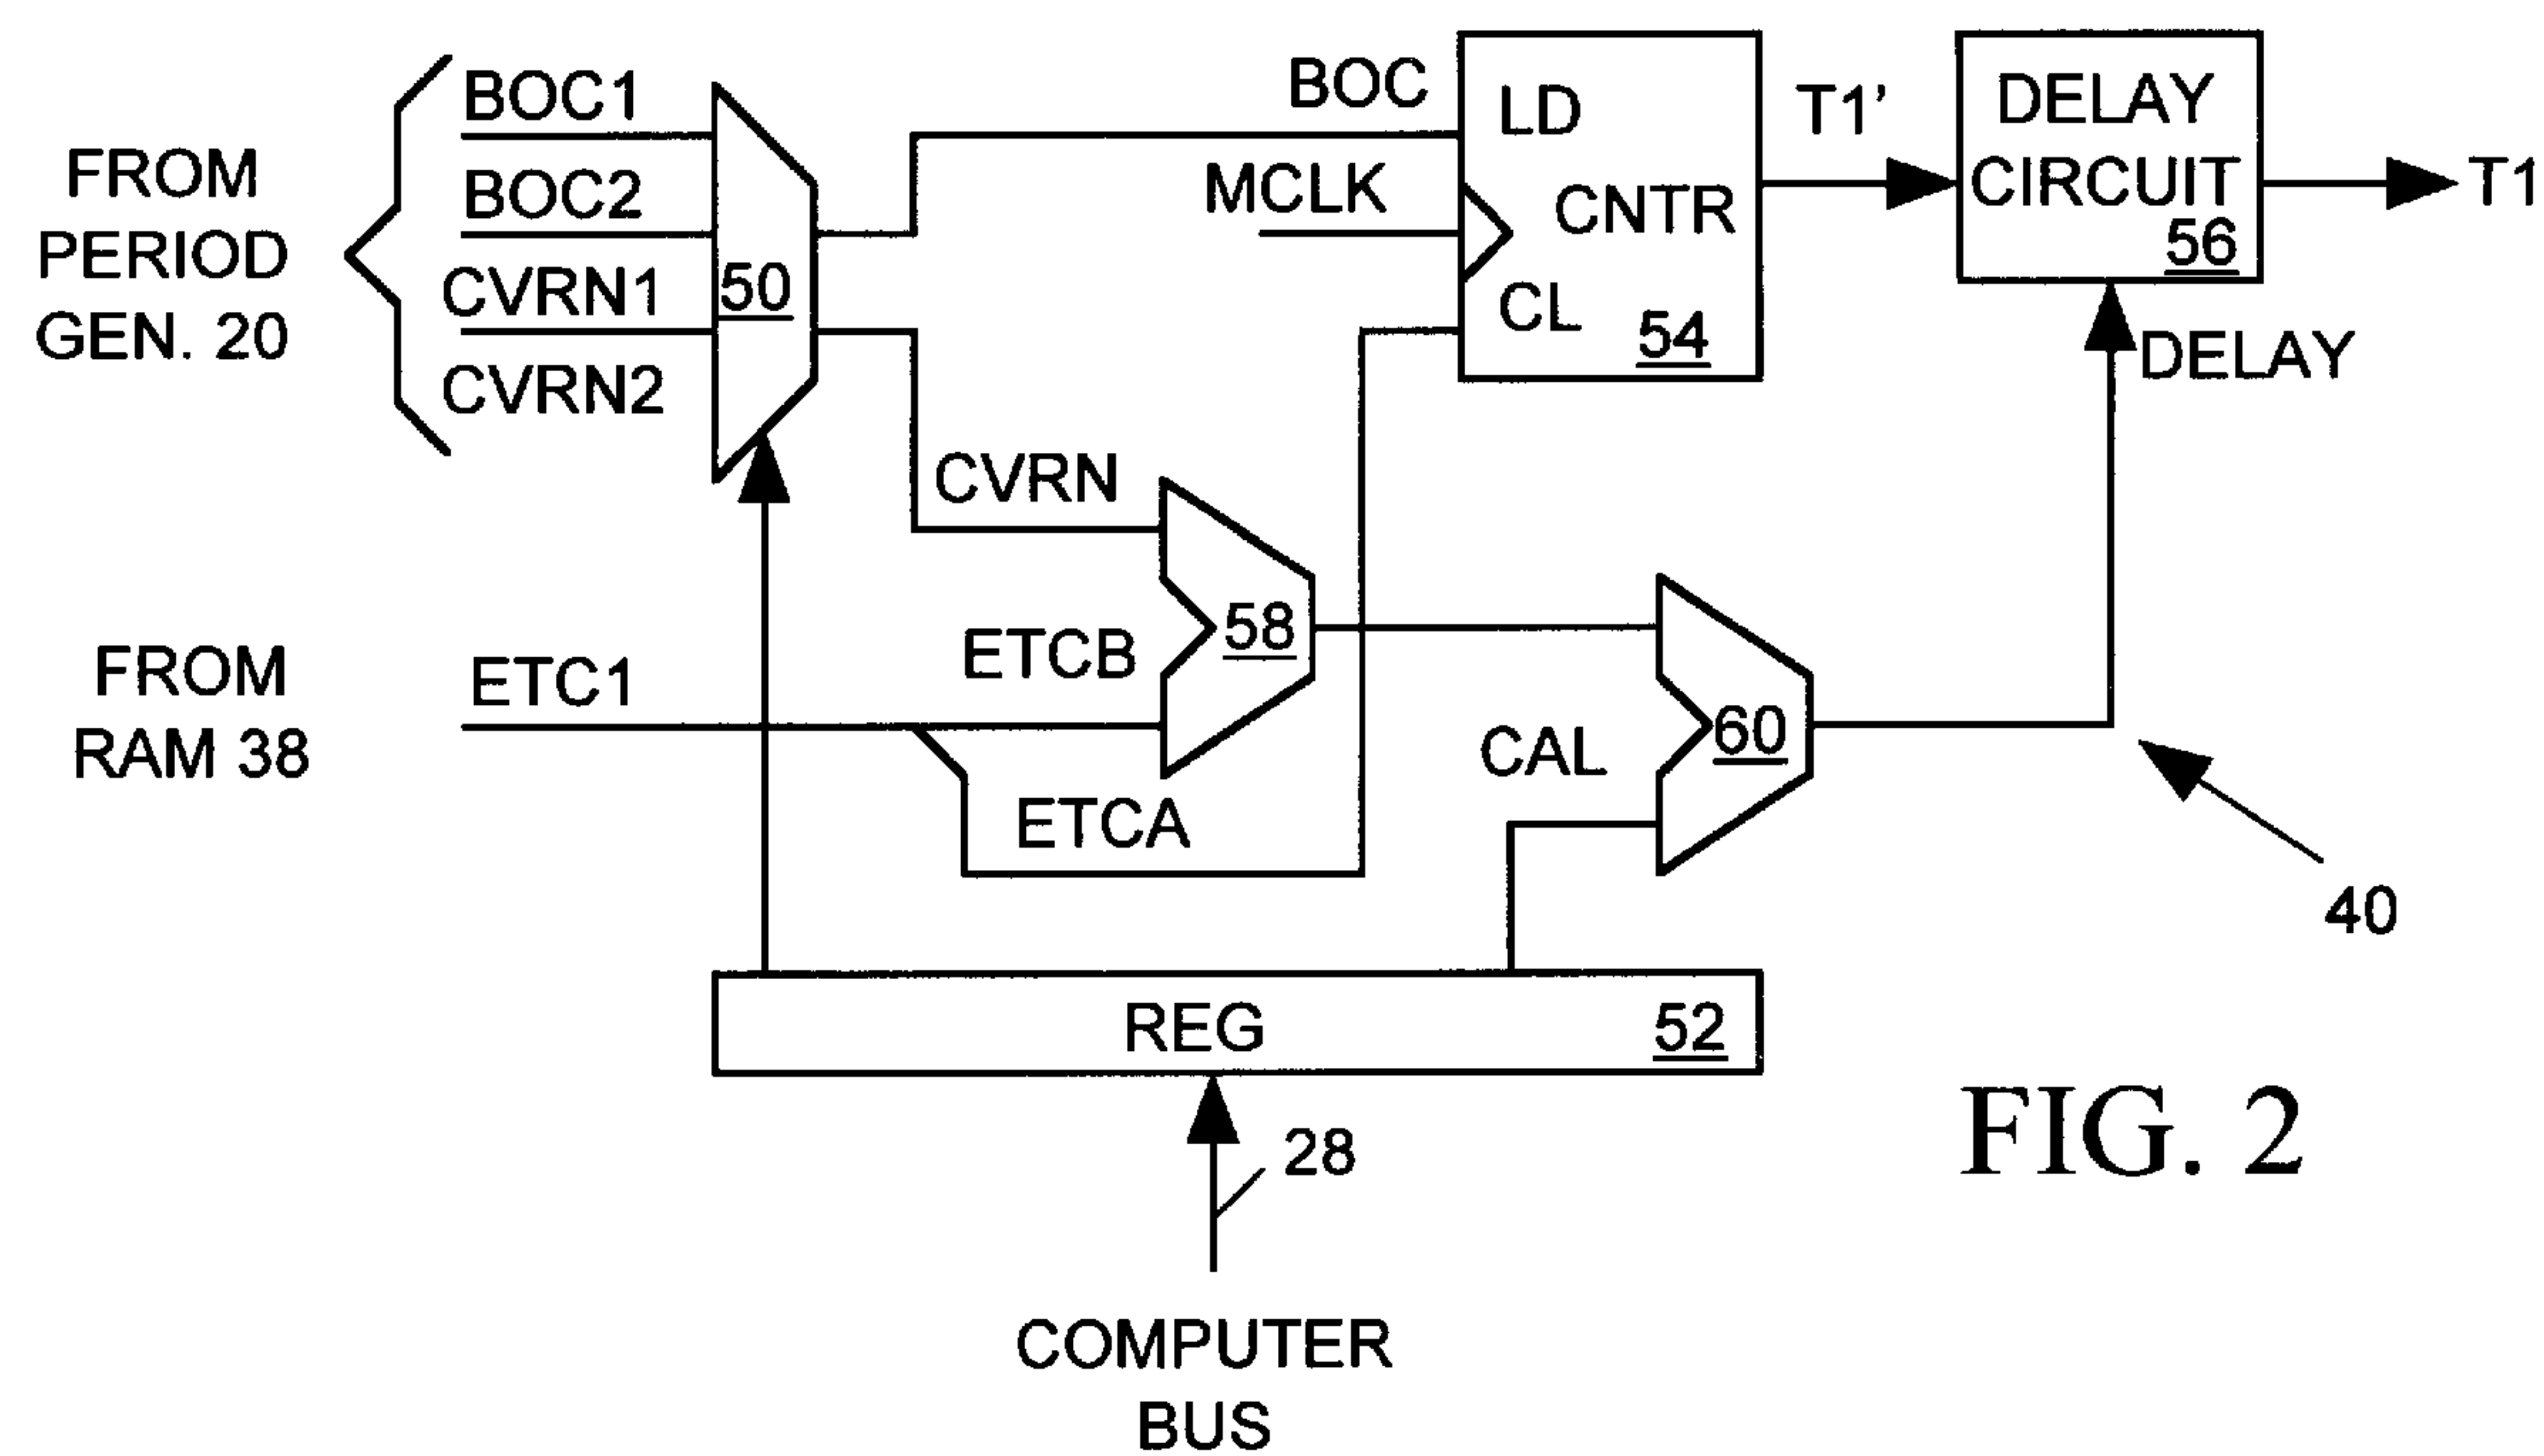 FROM
PERIOD
GEN. 20
BOC1
BOC2
CVRN1
CVRN2
50
BOC
MCLK
LD
CNTR
CL
54
T1’
DELAY
CIRCUIT
56
T1
DELAY
CVRN
ETCB
58
FROM
RAM 38
ETC1
ETCA
CAL
60
40
REG
52
28
COMPUTER
BUS
FIG. 2